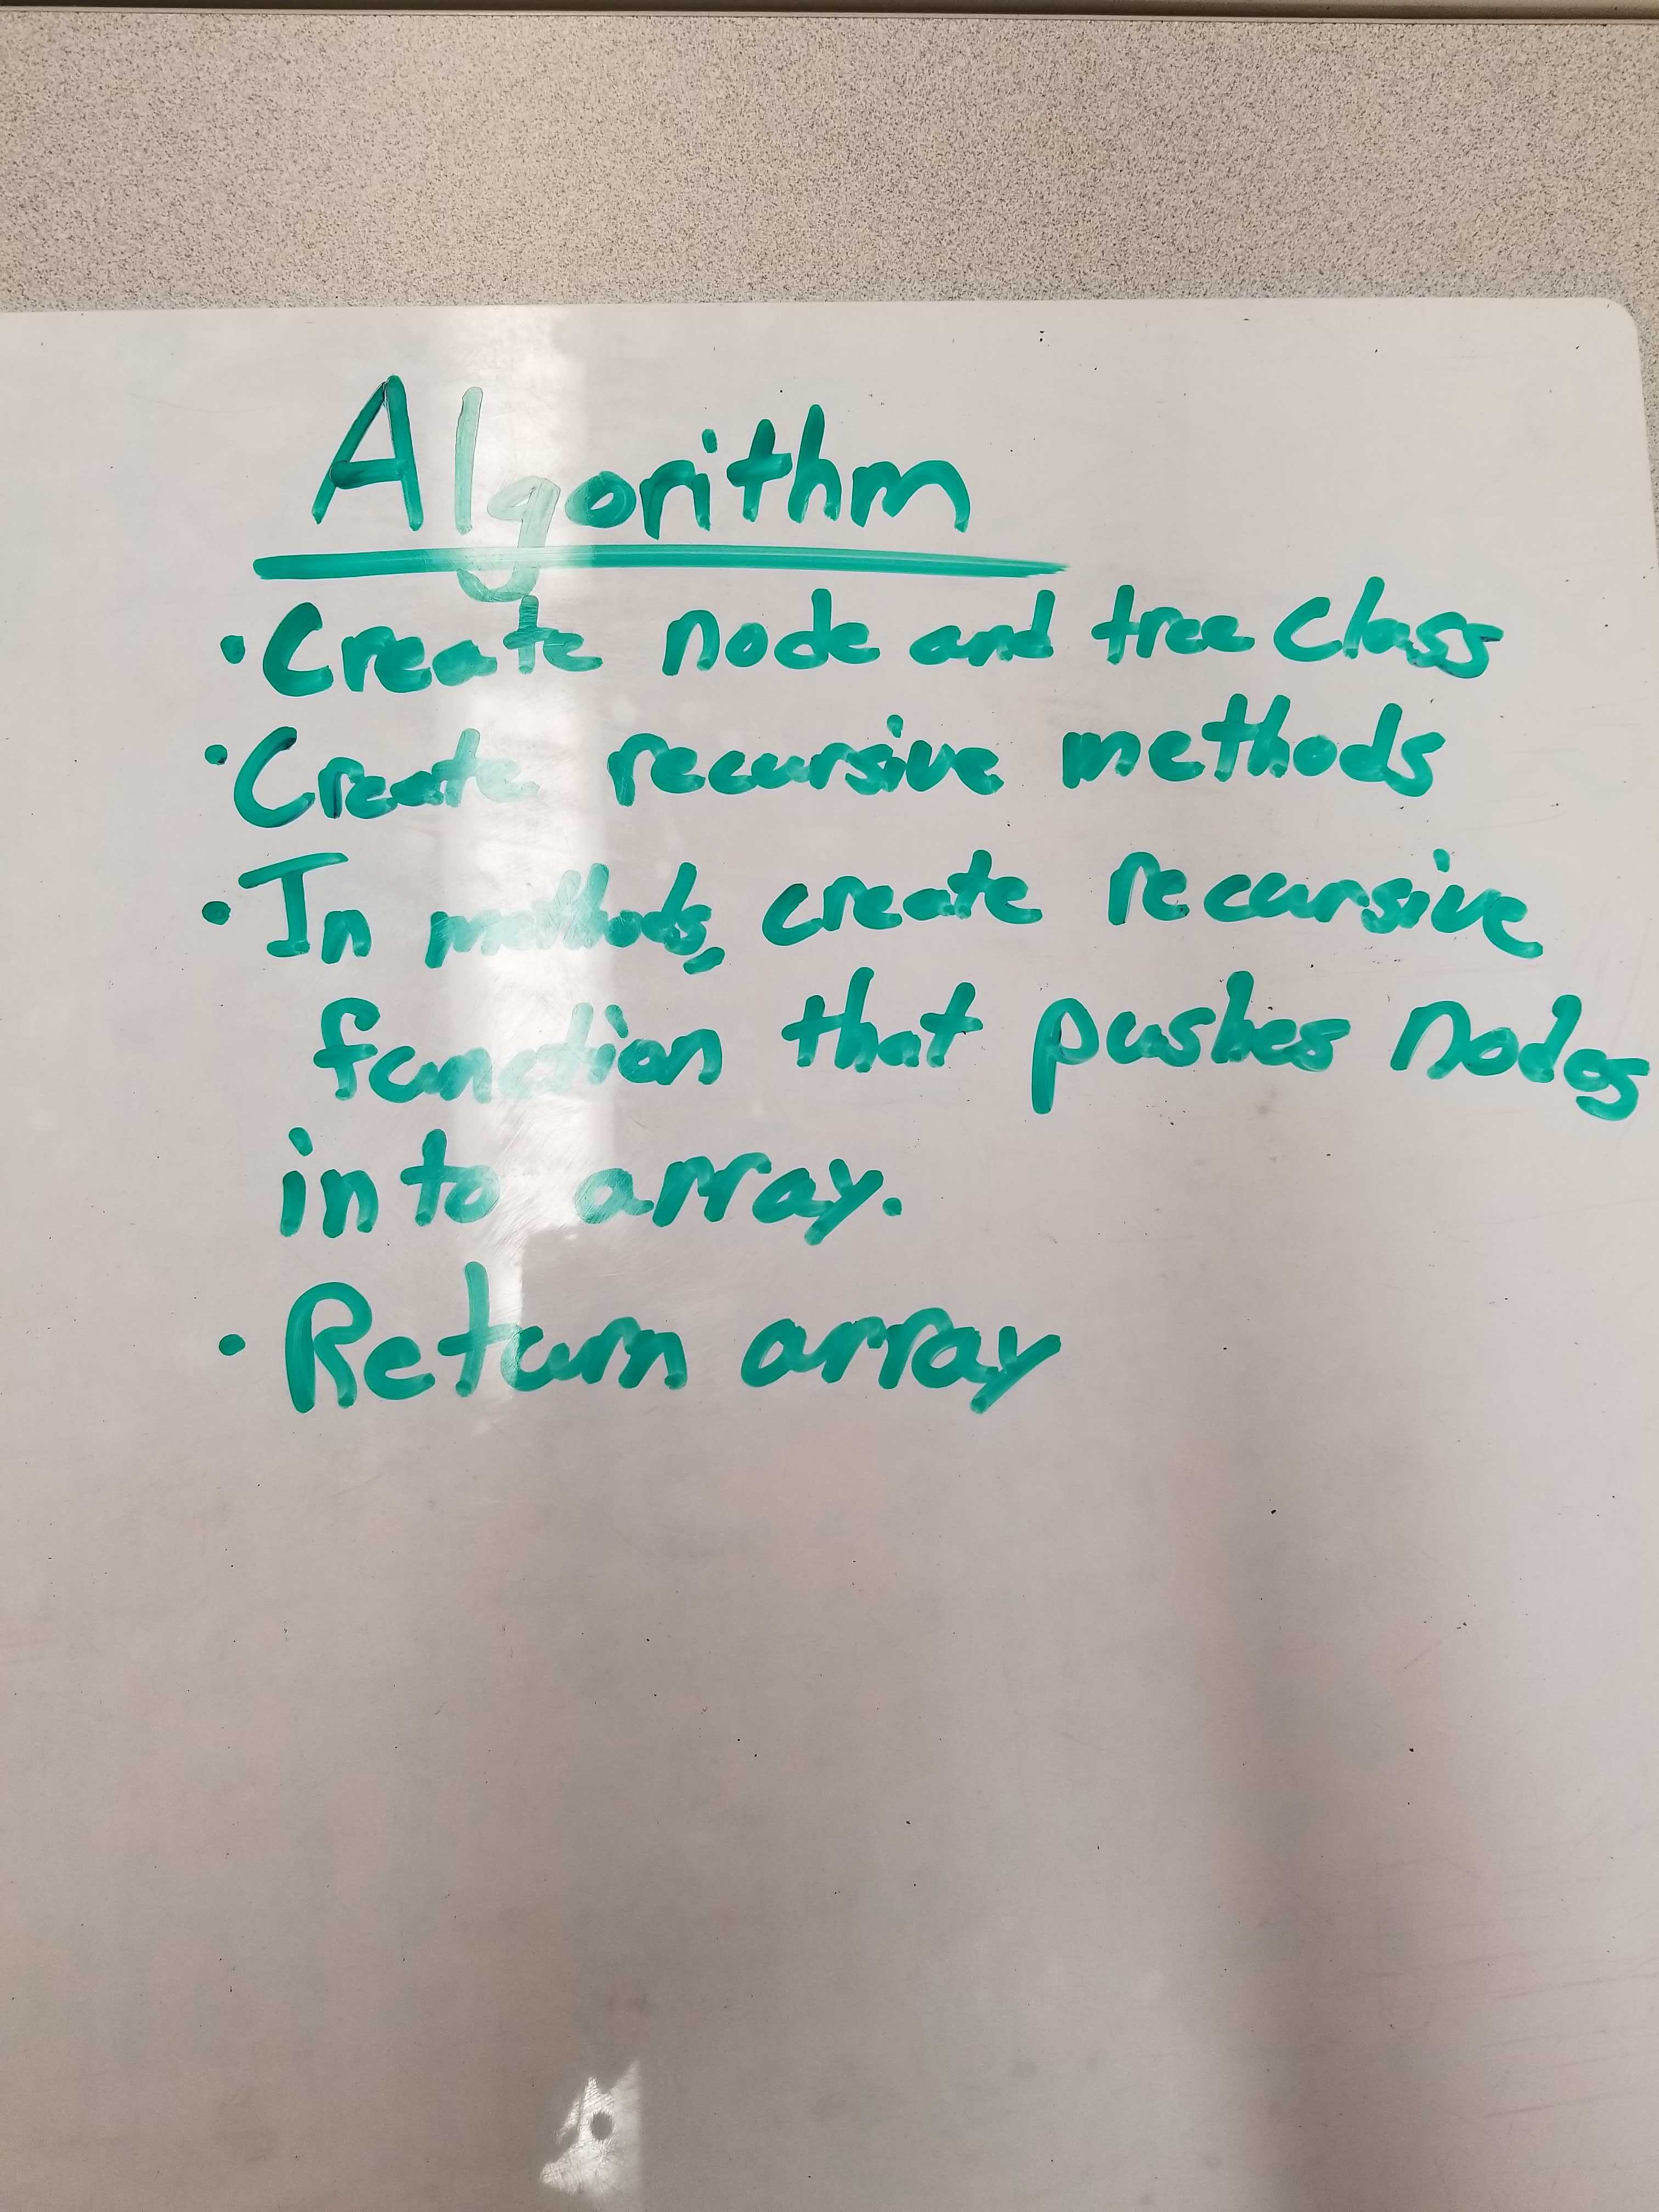 Algorithm
• Create node and tree Class
• Create recursive methods
• In methods, create recursive
function that pushes nodes
into array.
• Return array